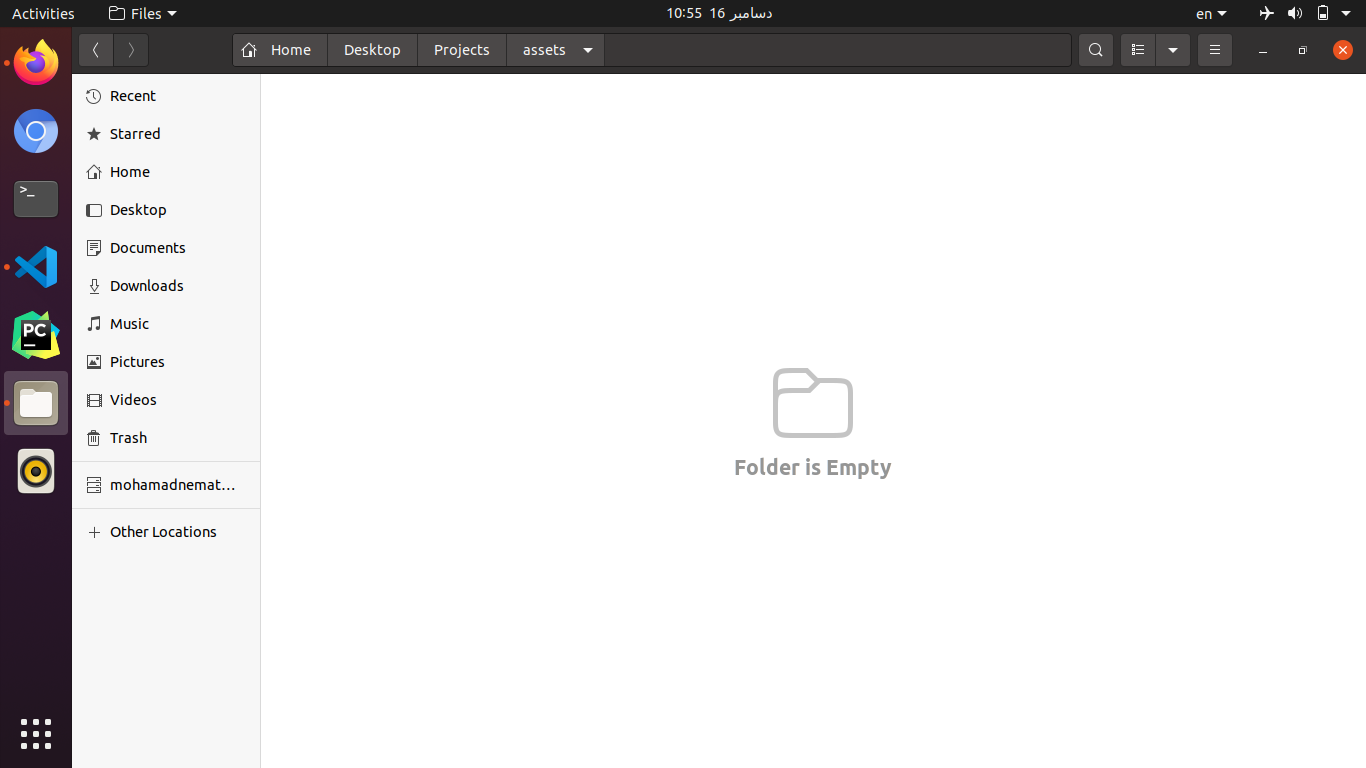 Activities
Files
10:55 16 دسامبر
en
Home
Desktop
Projects
assets
>_
PC
Recent
Starred
Home
Desktop
Documents
Downloads
Music
Pictures
Videos
Trash
mohamadnemat...
Other Locations
Folder is Empty